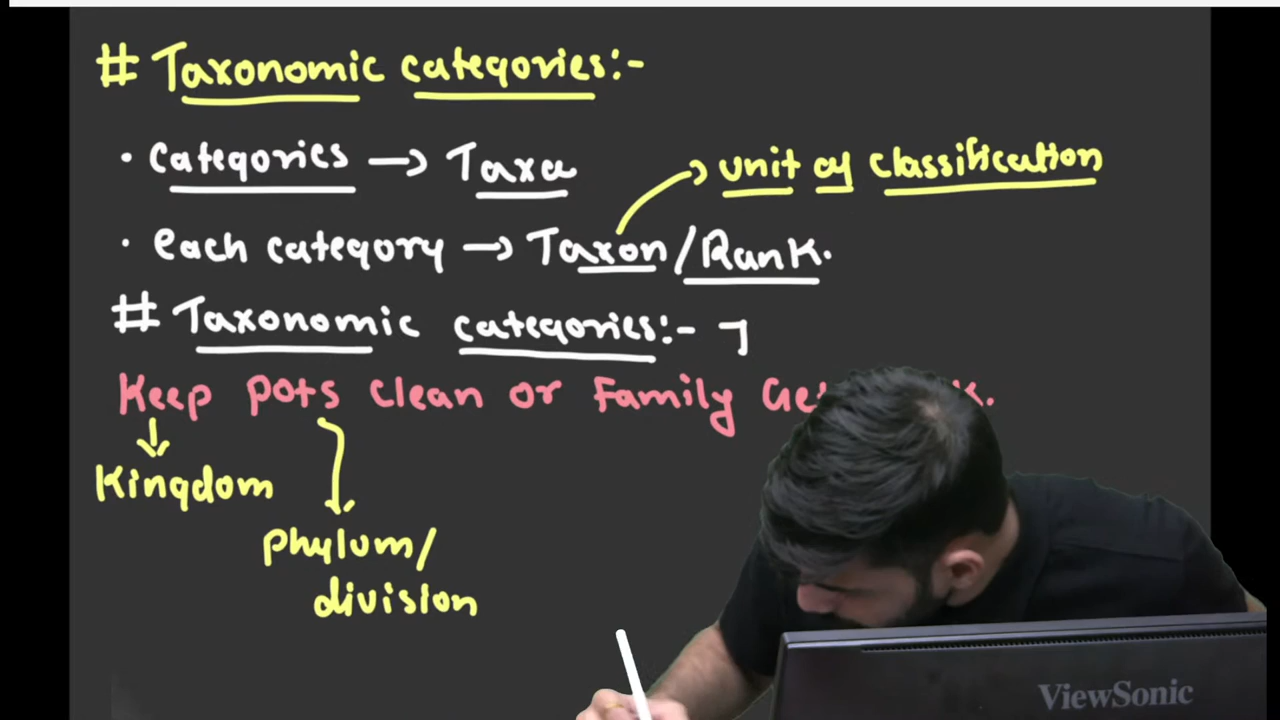 # Taxonomic categories:-
• Categories → Taxa
→ unit of classification
• Each category → Taxon/Rank.
# Taxonomic categories:- ד
Keep pots clean or Family
Kingdom
phylum/
division
ViewSonic